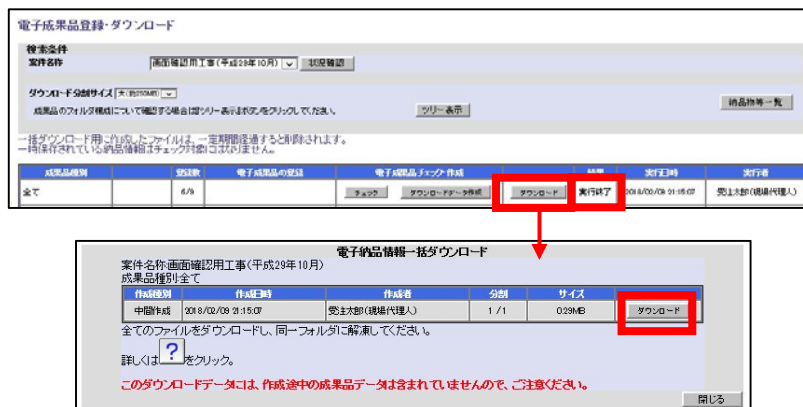 電子成果品登録・ダウンロード
検索条件
案件名称 画面確認用工事(平成29年10月) 状況確認
ダウンロード分割サイズ 大(約250MB)
成果品のフォルダ構成について確認する場合はツリー表示ボタンをクリックしてください。 ツリー表示 納品物等一覧
一括ダウンロード用に作成したファイルは、一定期間経過すると削除されます。
一時保存されている納品情報はチェック対象にはなりません。
成果品種別 登録数 電子成果品の登録 電子成果品チェック・作成 結果 実行日時 実行者
全て 6/9 チェック ダウンロードデータ作成 ダウンロード 実行終了 2018/02/09 21:15:07 受注太郎(現場代理人)
電子納品情報一括ダウンロード
案件名称:画面確認用工事(平成29年10月)
成果品種別:全て
作成種別 作成日時 作成者 分割 サイズ
中間作成 2018/02/09 21:15:07 受注太郎(現場代理人) 1 /1 0.29MB ダウンロード
全てのファイルをダウンロードし、同一フォルダに解凍してください。
詳しくは ? をクリック。
このダウンロードデータには、作成途中の成果品データは含まれていませんので、ご注意ください。
閉じる